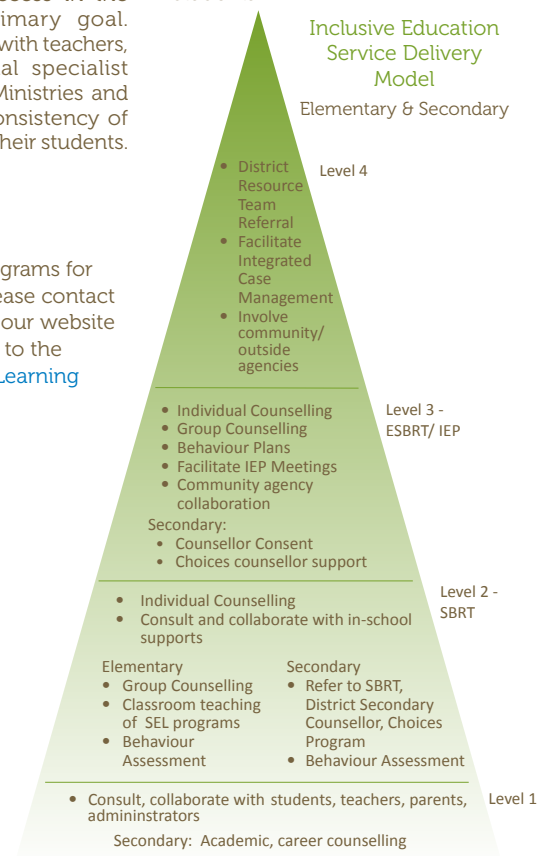 rimary goal.
with teachers,
al specialist
Ministries and
onsistency of
heir students.
grams for
ease contact
our website
to the
Learning
Inclusive Education
Service Delivery
Model
Elementary & Secondary
Level 4
• District
Resource
Team
Referral
• Facilitate
Integrated
Case
Management
• Involve
community/
outside
agencies
Level 3 -
ESBRT/ IEP
• Individual Counselling
• Group Counselling
• Behaviour Plans
• Facilitate IEP Meetings
• Community agency
collaboration
Secondary:
• Counsellor Consent
• Choices counsellor support
Level 2 -
SBRT
• Individual Counselling
• Consult and collaborate with in-school
supports
Elementary
• Group Counselling
• Classroom teaching
of SEL programs
• Behaviour
Assessment
Secondary
• Refer to SBRT,
District Secondary
Counsellor, Choices
Program
• Behaviour Assessment
Level 1
• Consult, collaborate with students, teachers, parents,
admininstrators
Secondary: Academic, career counselling